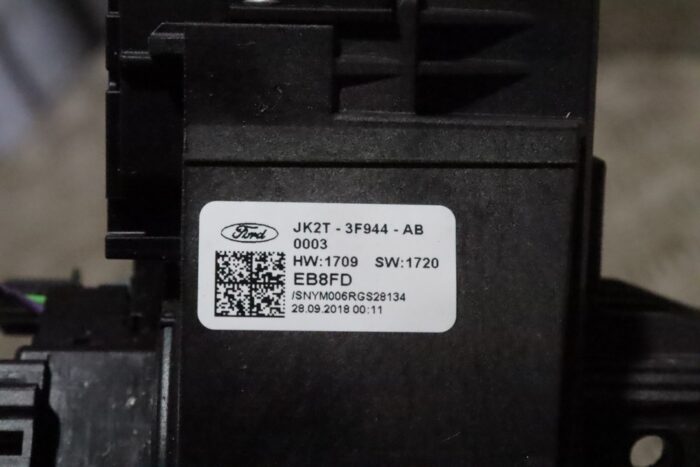 Ford
JK2T - 3F944 - AB
0003
HW:1709 SW:1720
EB8FD
/SNYM006RGS28134
28.09.2018 00:11